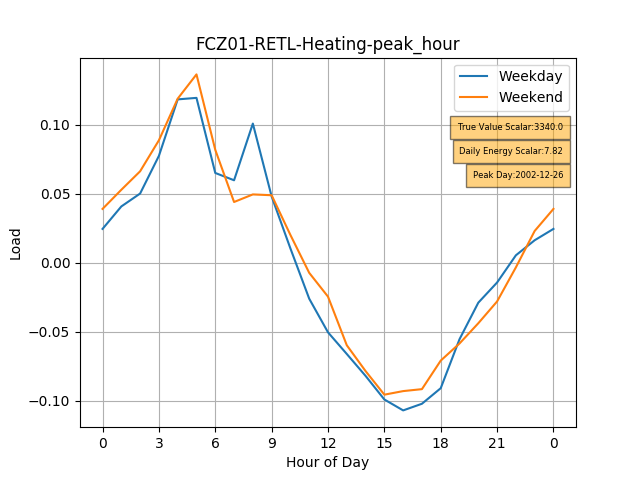 FCZ01-RETL-Heating-peak_hour
Weekday
Weekend
True Value Scalar:3340.0
Daily Energy Scalar:7.82
Peak Day:2002-12-26
Load
0.10
0.05
0.00
−0.05
−0.10
0 3 6 9 12 15 18 21 0
Hour of Day